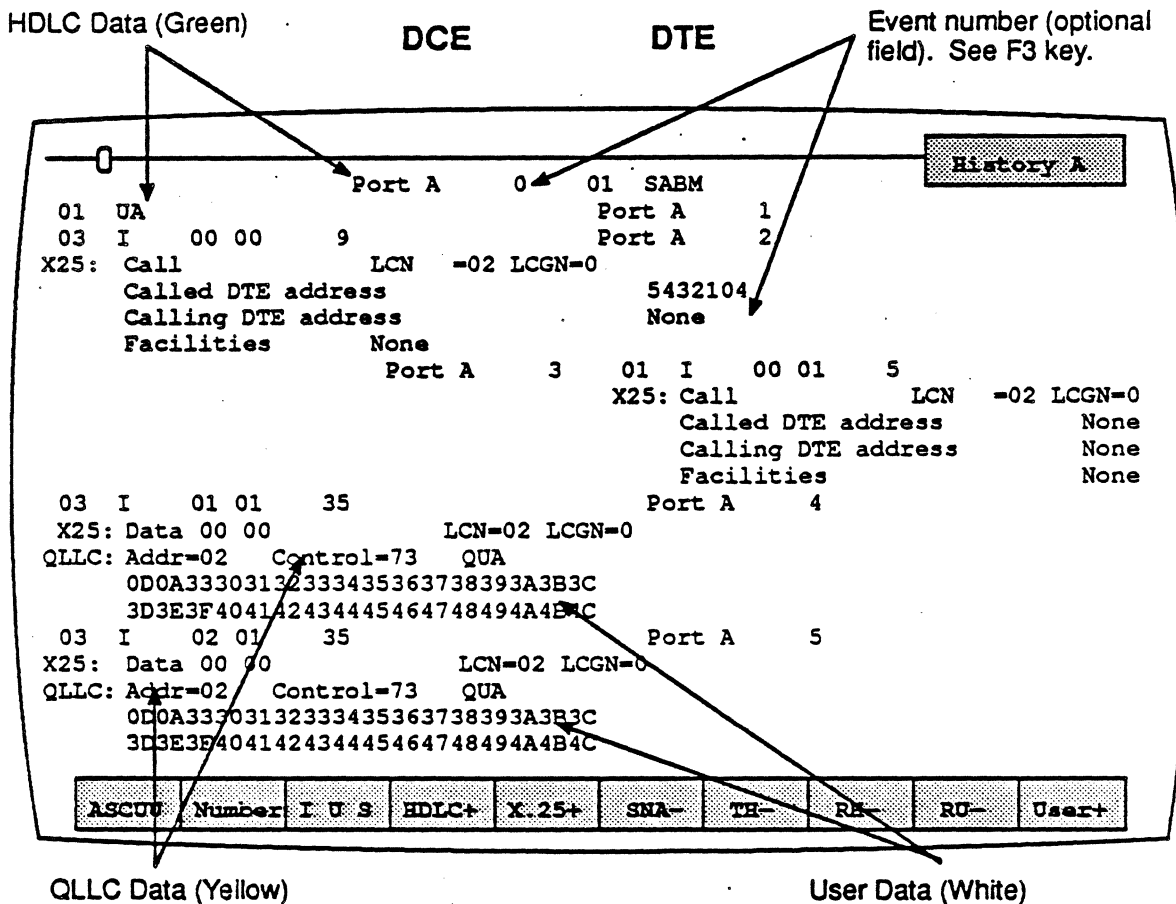 HDLC Data (Green)
DCE DTE
Event number (optional
field). See F3 key.
History A
Port A 0 01 SABM
01 UA Port A 1
03 I 00 00 9 Port A 2
X25: Call LCN =02 LCGN=0
Called DTE address 5432104
Calling DTE address None
Facilities None
Port A 3 01 I 00 01 5
X25: Call LCN =02 LCGN=0
Called DTE address None
Calling DTE address None
Facilities None
03 I 01 01 35 Port A 4
X25: Data 00 00 LCN=02 LCGN=0
QLLC: Addr=02 Control=73 QUA
0D0A33303132333435363738393A3B3C
3D3E3F404142434445464748494A4B4C
03 I 02 01 35 Port A 5
X25: Data 00 00 LCN=02 LCGN=0
QLLC: Addr=02 Control=73 QUA
0D0A33303132333435363738393A3B3C
3D3E3F404142434445464748494A4B4C
ASCUU Number I U S HDLC+ X.25+ SNA- TH- RH- RU- User+
QLLC Data (Yellow)
User Data (White)